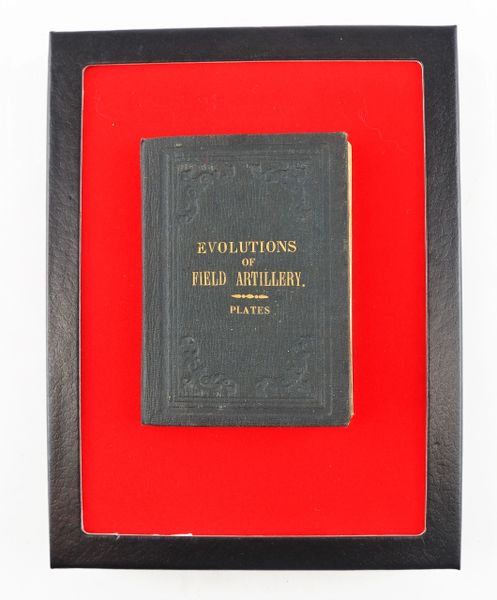 EVOLUTIONS
OF
FIELD ARTILLERY.
PLATES